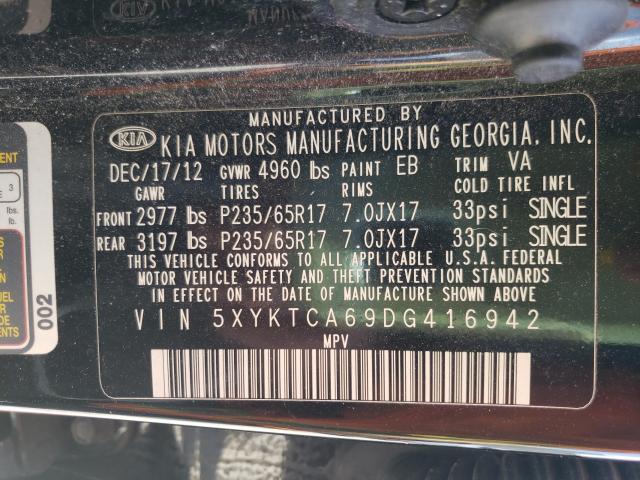 MANUFACTURED BY
KIA KIA MOTORS MANUFACTURING GEORGIA, INC.
DEC/17/12 GVWR 4960 lbs PAINT EB TRIM VA
GAWR TIRES RIMS COLD TIRE INFL
FRONT 2977 lbs P235/65R17 7.0JX17 33psi SINGLE
REAR 3197 lbs P235/65R17 7.0JX17 33psi SINGLE
THIS VEHICLE CONFORMS TO ALL APPLICABLE U.S.A. FEDERAL
MOTOR VEHICLE SAFETY AND THEFT PREVENTION STANDARDS
IN EFFECT ON THE DATE OF MANUFACTURE SHOWN ABOVE
VIN 5XYKTCA69DG416942
MPV
3
lbs.
lb.
002